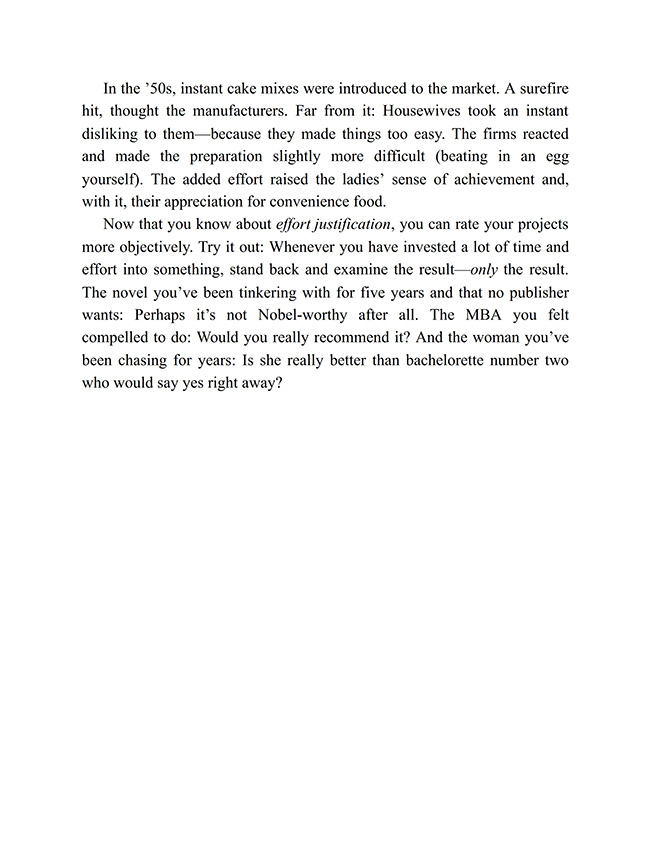 In the ’50s, instant cake mixes were introduced to the market. A surefire
hit, thought the manufacturers. Far from it: Housewives took an instant
disliking to them—because they made things too easy. The firms reacted
and made the preparation slightly more difficult (beating in an egg
yourself). The added effort raised the ladies’ sense of achievement and,
with it, their appreciation for convenience food.
Now that you know about effort justification, you can rate your projects
more objectively. Try it out: Whenever you have invested a lot of time and
effort into something, stand back and examine the result—only the result.
The novel you’ve been tinkering with for five years and that no publisher
wants: Perhaps it’s not Nobel-worthy after all. The MBA you felt
compelled to do: Would you really recommend it? And the woman you’ve
been chasing for years: Is she really better than bachelorette number two
who would say yes right away?